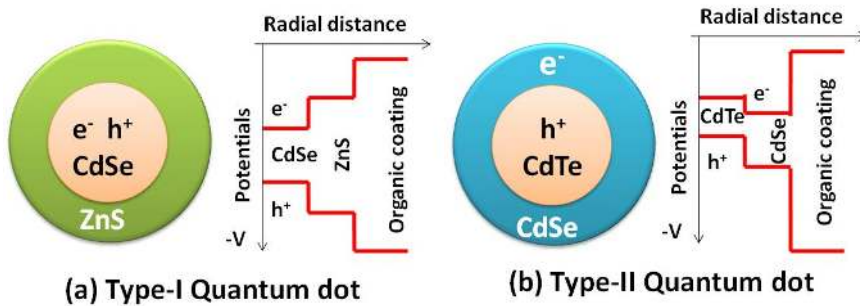 Radial distance
e⁻ h⁺
CdSe
ZnS
Potentials
-V
e⁻
CdSe
h⁺
ZnS
Organic coating
(a) Type-I Quantum dot
Radial distance
e⁻
h⁺
CdTe
CdSe
Potentials
-V
e⁻
CdTe
h⁺
CdSe
Organic coating
(b) Type-II Quantum dot